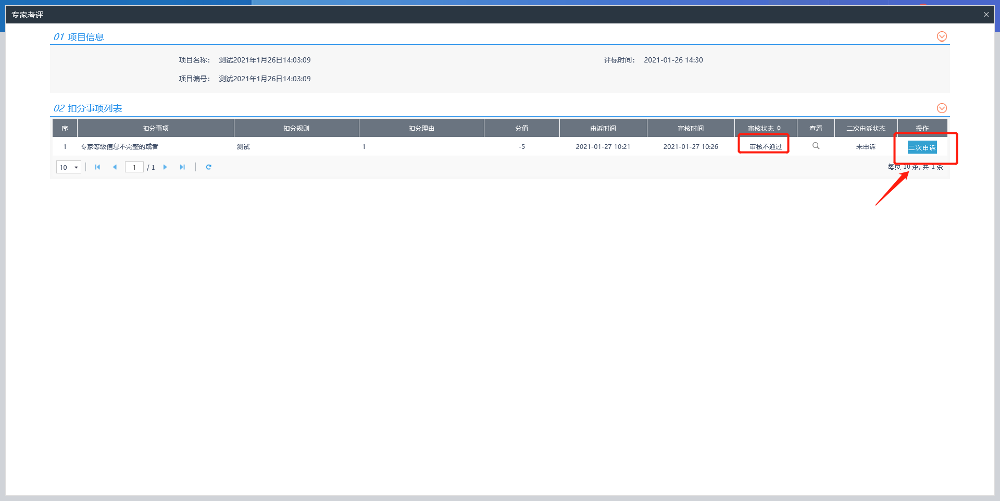 专家考评
01 项目信息
项目名称： 测试2021年1月26日14:03:09 评标时间： 2021-01-26 14:30
项目编号： 测试2021年1月26日14:03:09
02 扣分事项列表
序 扣分事项 扣分规则 扣分理由 分值 申诉时间 审核时间 审核状态 查看 二次申诉状态 操作
1 专家等级信息不完整的或者 测试 1 -5 2021-01-27 10:21 2021-01-27 10:26 审核不通过 未申诉 二次申诉
10 1 / 1 每页 10 条, 共 1 条